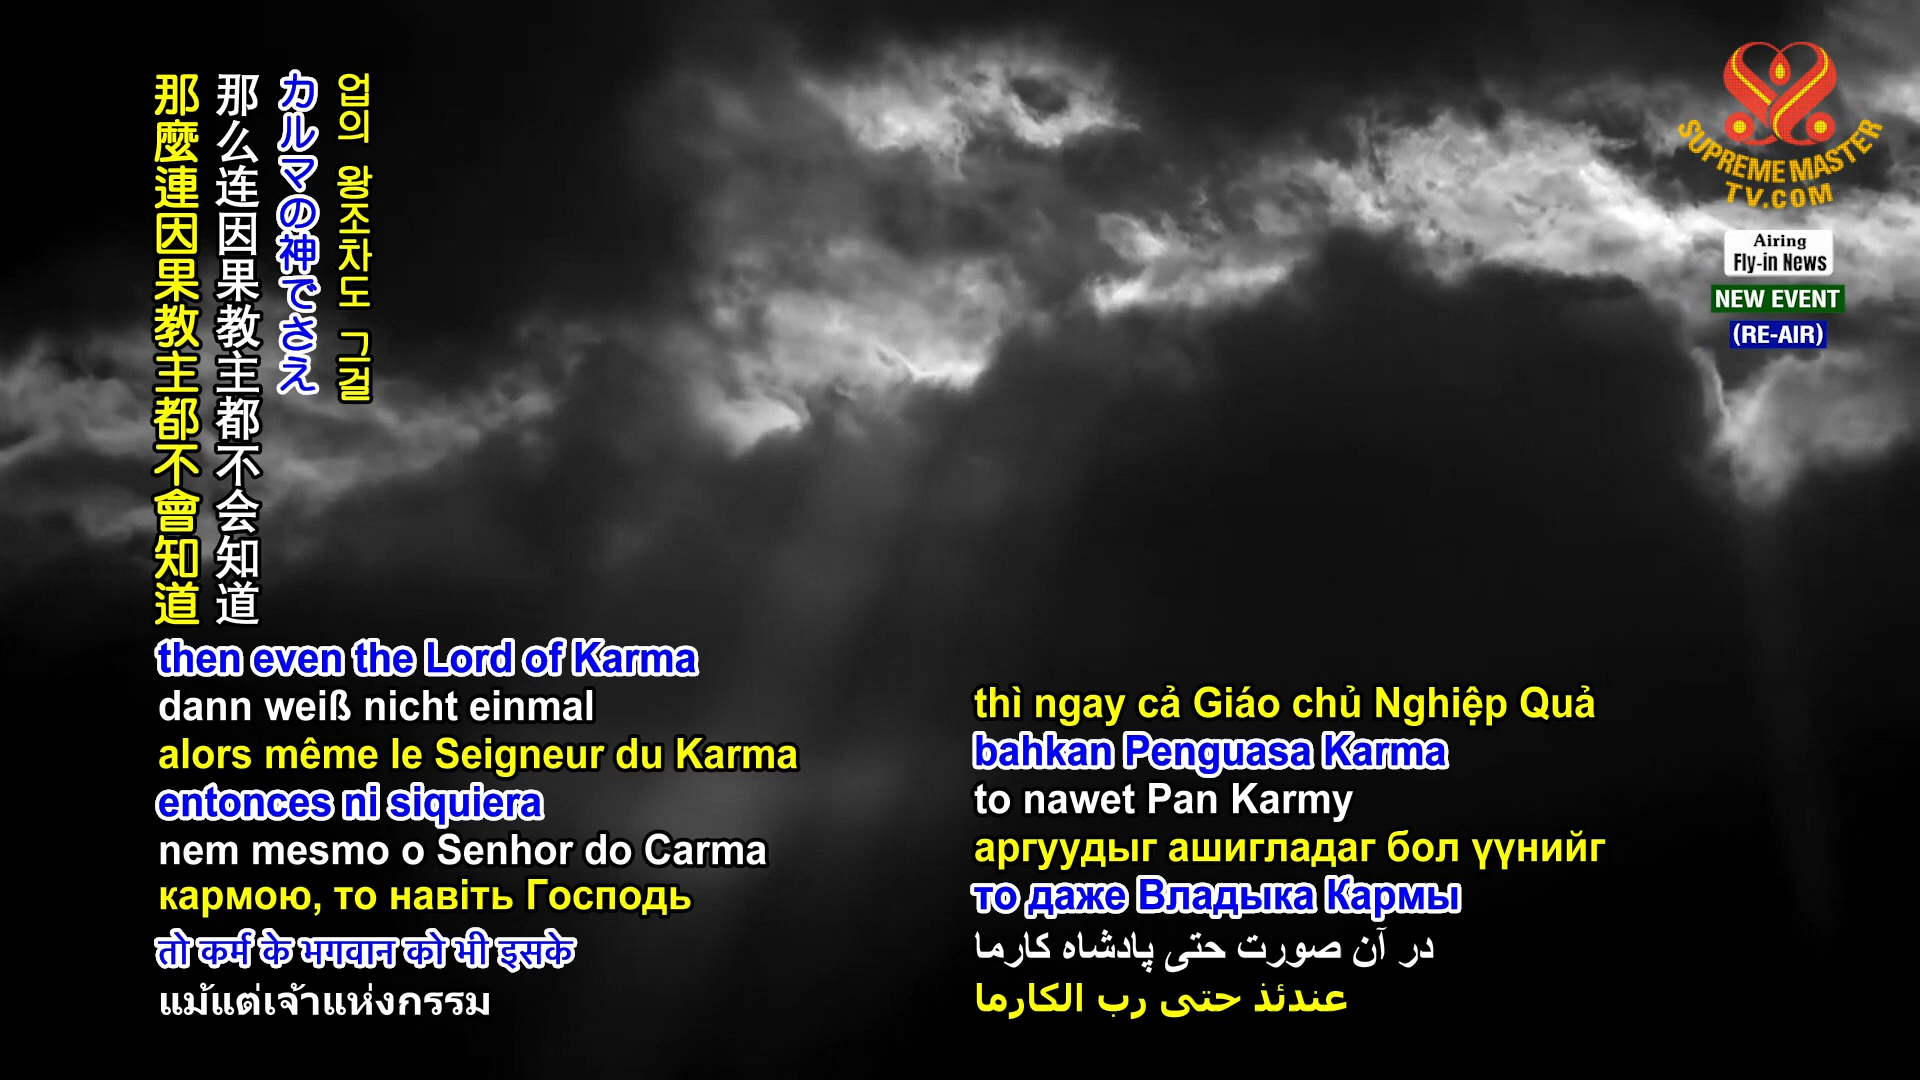 那麼連因果教主都不會知道
那么连因果教主都不会知道
カルマの神でさえ
업의 왕조차도 그걸
SUPREME MASTER
TV.COM
Airing
Fly-in News
NEW EVENT
(RE-AIR)
then even the Lord of Karma
dann weiß nicht einmal
alors même le Seigneur du Karma
entonces ni siquiera
nem mesmo o Senhor do Carma
кармою, то навіть Господь
तो कर्म के भगवान को भी इसके
แม้แต่เจ้าแห่งกรรม
thì ngay cả Giáo chủ Nghiệp Quả
bahkan Penguasa Karma
to nawet Pan Karmy
аргуудыг ашигладаг бол үүнийг
то даже Владыка Кармы
در آن صورت حتی پادشاه کارما
عندئذ حتى رب الكارما